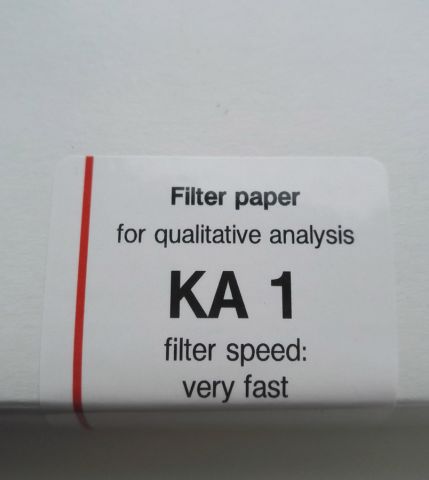 Filter paper
for qualitative analysis
KA 1
filter speed:
very fast